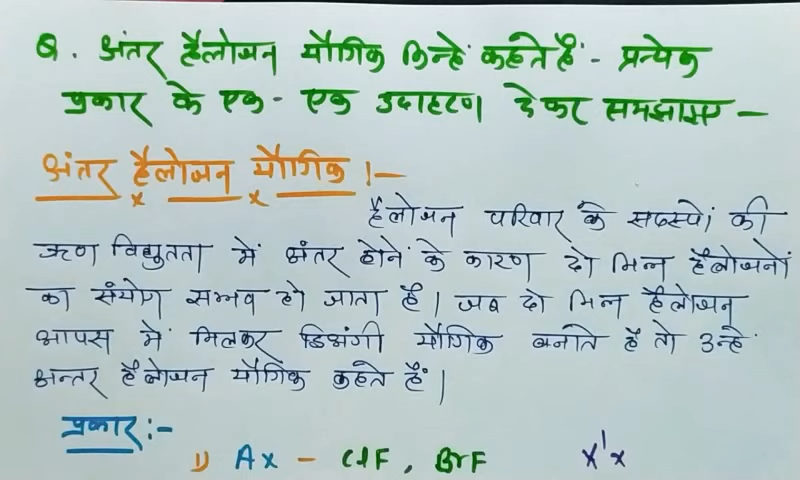 Q. अंतर हैलोजन यौगिक किन्हें कहते हैं - प्रत्येक
प्रकार के एक - एक उदाहरण देकर समझाइए –
अंतर हैलोजन यौगिक :–
हैलोजन परिवार के सदस्यों की
ऋण विद्युतता में अंतर होने के कारण दो भिन्न हैलोजनों
का संयोग सम्भव हो जाता है। जब दो भिन्न हैलोजन
आपस में मिलकर द्विअंगी यौगिक बनाते हैं तो उन्हें
अन्तर हैलोजन यौगिक कहते हैं।
प्रकार :-
1) Ax – ClF , BrF x'x